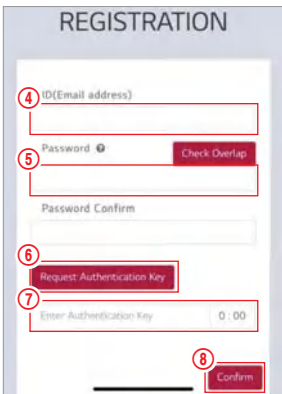 REGISTRATION
④ ID(Email address)
Password ?
Check Overlap
⑤
Password Confirm
⑥
Request Authentication Key
⑦
Enter Authentication Key 0 : 00
⑧
Confirm